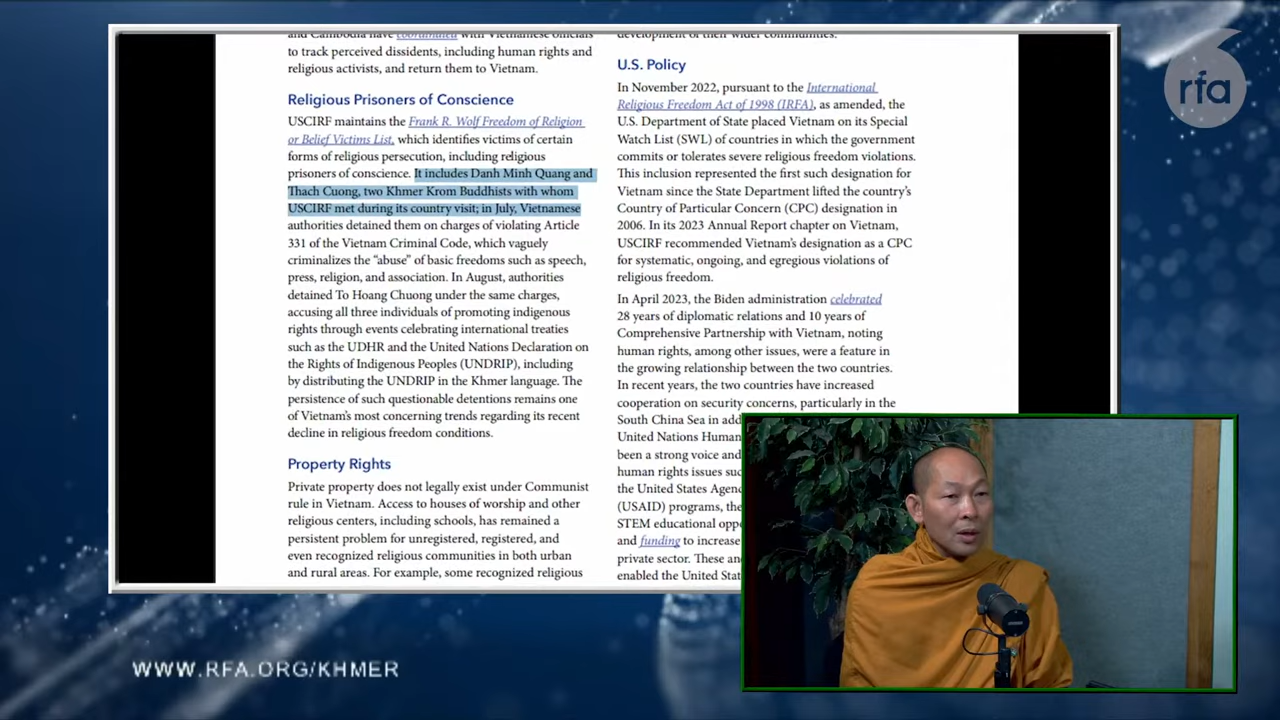 and Cambodia have coordinated with Vietnamese officials
to track perceived dissidents, including human rights and
religious activists, and return them to Vietnam.
Religious Prisoners of Conscience
USCIRF maintains the Frank R. Wolf Freedom of Religion
or Belief Victims List, which identifies victims of certain
forms of religious persecution, including religious
prisoners of conscience. It includes Danh Minh Quang and
Thach Cuong, two Khmer Krom Buddhists with whom
USCIRF met during its country visit; in July, Vietnamese
authorities detained them on charges of violating Article
331 of the Vietnam Criminal Code, which vaguely
criminalizes the “abuse” of basic freedoms such as speech,
press, religion, and association. In August, authorities
detained To Hoang Chuong under the same charges,
accusing all three individuals of promoting indigenous
rights through events celebrating international treaties
such as the UDHR and the United Nations Declaration on
the Rights of Indigenous Peoples (UNDRIP), including
by distributing the UNDRIP in the Khmer language. The
persistence of such questionable detentions remains one
of Vietnam’s most concerning trends regarding its recent
decline in religious freedom conditions.
Property Rights
Private property does not legally exist under Communist
rule in Vietnam. Access to houses of worship and other
religious centers, including schools, has remained a
persistent problem for unregistered, registered, and
even recognized religious communities in both urban
and rural areas. For example, some recognized religious
development of their wider communities.
U.S. Policy
In November 2022, pursuant to the International
Religious Freedom Act of 1998 (IRFA), as amended, the
U.S. Department of State placed Vietnam on its Special
Watch List (SWL) of countries in which the government
commits or tolerates severe religious freedom violations.
This inclusion represented the first such designation for
Vietnam since the State Department lifted the country’s
Country of Particular Concern (CPC) designation in
2006. In its 2023 Annual Report chapter on Vietnam,
USCIRF recommended Vietnam’s designation as a CPC
for systematic, ongoing, and egregious violations of
religious freedom.
In April 2023, the Biden administration celebrated
28 years of diplomatic relations and 10 years of
Comprehensive Partnership with Vietnam, noting
human rights, among other issues, were a feature in
the growing relationship between the two countries.
In recent years, the two countries have increased
cooperation on security concerns, particularly in the
South China Sea in add
United Nations Human
been a strong voice and
human rights issues suc
the United States Agenc
(USAID) programs, the
STEM educational oppo
and funding to increase
private sector. These and
enabled the United Stat
rfa
WWW.RFA.ORG/KHMER